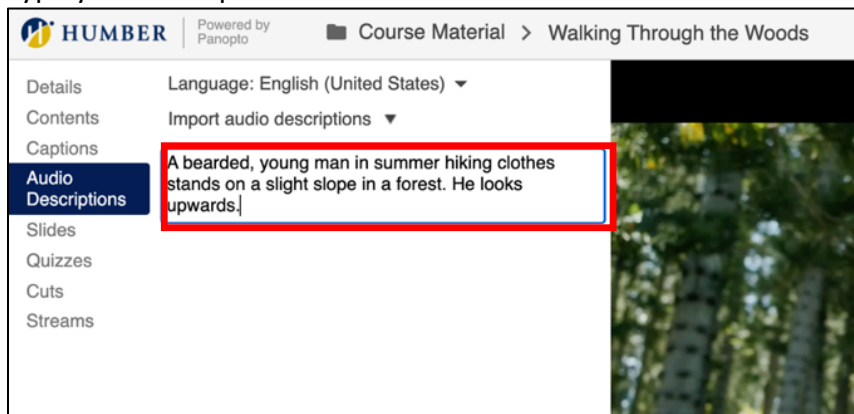 HUMBER
Powered by
Panopto
Course Material > Walking Through the Woods
Details
Contents
Captions
Audio
Descriptions
Slides
Quizzes
Cuts
Streams
Language: English (United States)
Import audio descriptions
A bearded, young man in summer hiking clothes
stands on a slight slope in a forest. He looks
upwards.